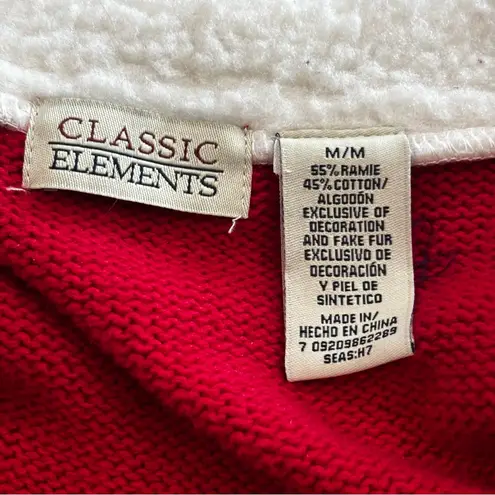 CLASSIC
ELEMENTS
M/M
55% RAMIE
45% COTTON/
ALGODÓN
EXCLUSIVE OF
DECORATION
AND FAKE FUR
EXCLUSIVO DE
DECORACIÓN
Y PIEL DE
SINTETICO
MADE IN/
HECHO EN CHINA
7 09209862289
SEAS:H7